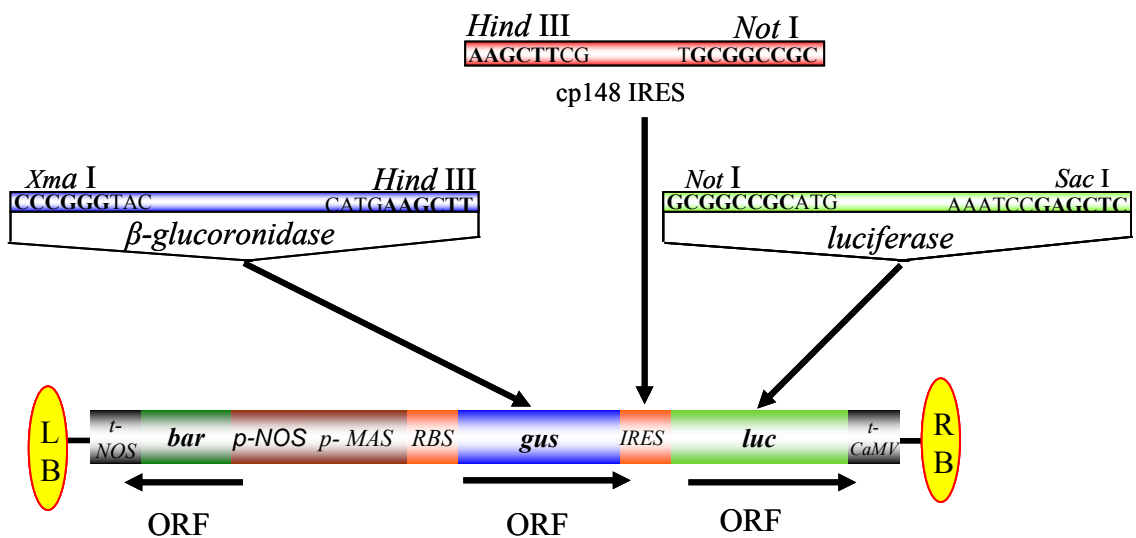 Hind III Not I
AAGCTTCG TGCGGCCGC
cp148 IRES
Xma I Hind III
CCCGGGTAC CATGAAGCTT
β-glucoronidase
Not I Sac I
GCGGCCGCATG AAATCCGAGCTC
luciferase
L B
t-NOS
bar
p-NOS
p- MAS
RBS
gus
IRES
luc
t-CaMV
R B
ORF
ORF
ORF